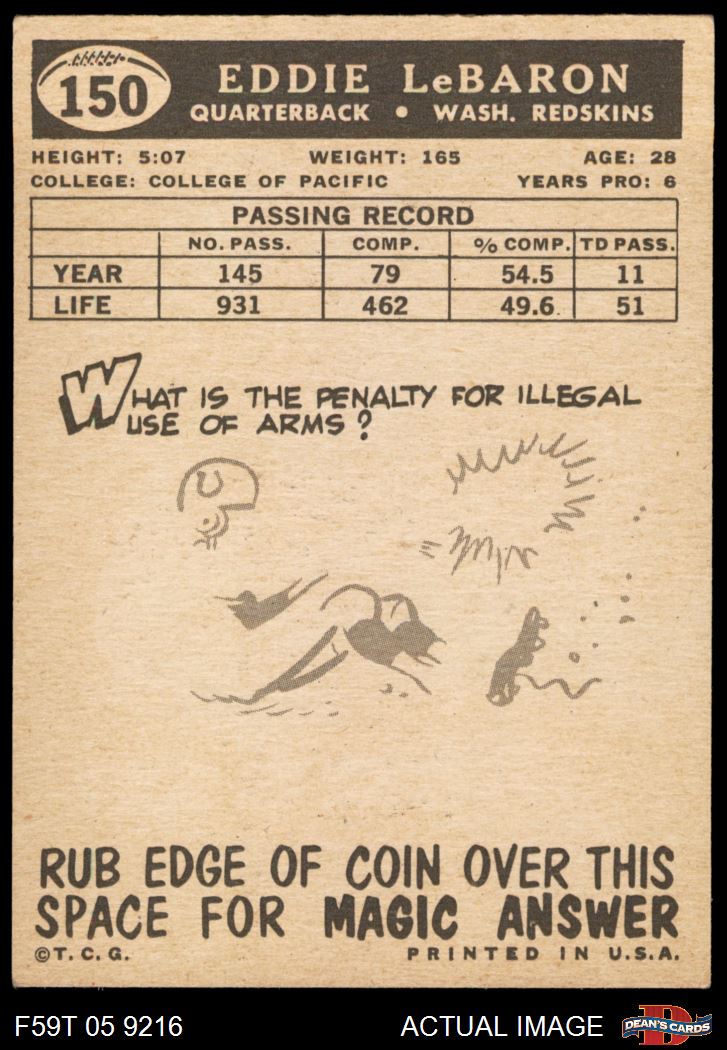 150
EDDIE LeBARON
QUARTERBACK • WASH. REDSKINS
HEIGHT: 5:07 WEIGHT: 165 AGE: 28
COLLEGE: COLLEGE OF PACIFIC YEARS PRO: 6
PASSING RECORD
NO. PASS. COMP. % COMP. TD PASS.
YEAR 145 79 54.5 11
LIFE 931 462 49.6 51
WHAT IS THE PENALTY FOR ILLEGAL
USE OF ARMS?
RUB EDGE OF COIN OVER THIS
SPACE FOR MAGIC ANSWER
©T. C. G. PRINTED IN U.S.A.
F59T 05 9216 ACTUAL IMAGE D DEAN'S CARDS